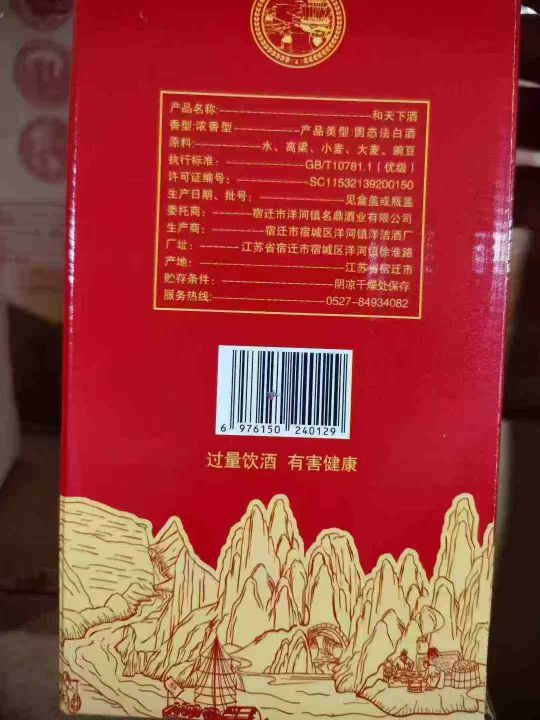 产品名称:--------------------和天下酒
香型:浓香型----------产品类型:固态法白酒
原料:----------水、高粱、小麦、大麦、豌豆
执行标准:-------------GB/T10781.1(优级)
许可证编号:-----------SC11532139200150
生产日期、批号:-------------见盒盖或瓶盖
委托商:------宿迁市洋河镇名鼎酒业有限公司
生产商:--------宿迁市宿城区洋河镇洋洁酒厂
厂址:------江苏省宿迁市宿城区洋河镇徐淮路
产地:----------------------江苏省宿迁市
贮存条件:----------------阴凉干燥处保存
服务热线:----------------0527-84934082
6 976150 240129
过量饮酒 有害健康